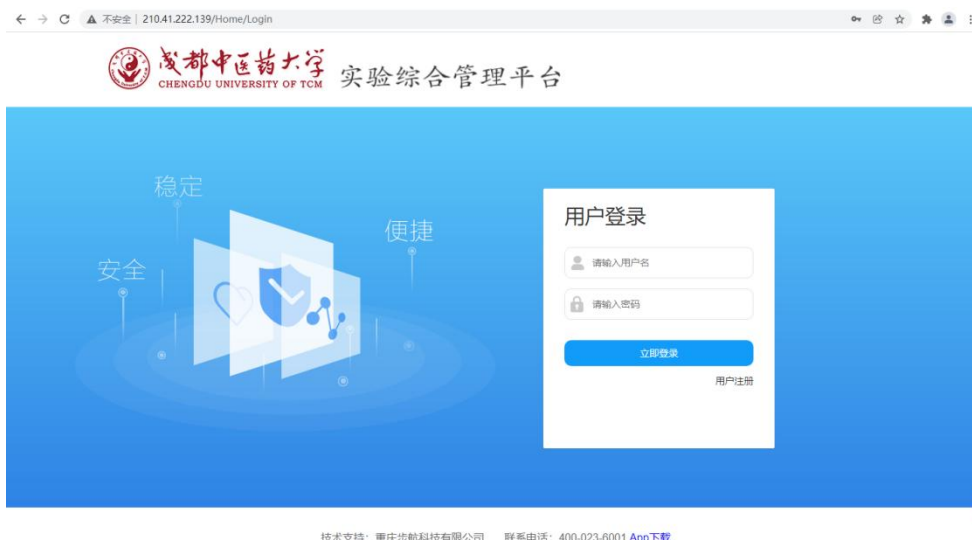 不安全 | 210.41.222.139/Home/Login
成都中医药大学 实验综合管理平台
CHENGDU UNIVERSITY OF TCM
稳定
便捷
安全
用户登录
请输入用户名
请输入密码
立即登录
用户注册
技术支持：重庆步航科技有限公司 联系电话：400-023-6001 App下载